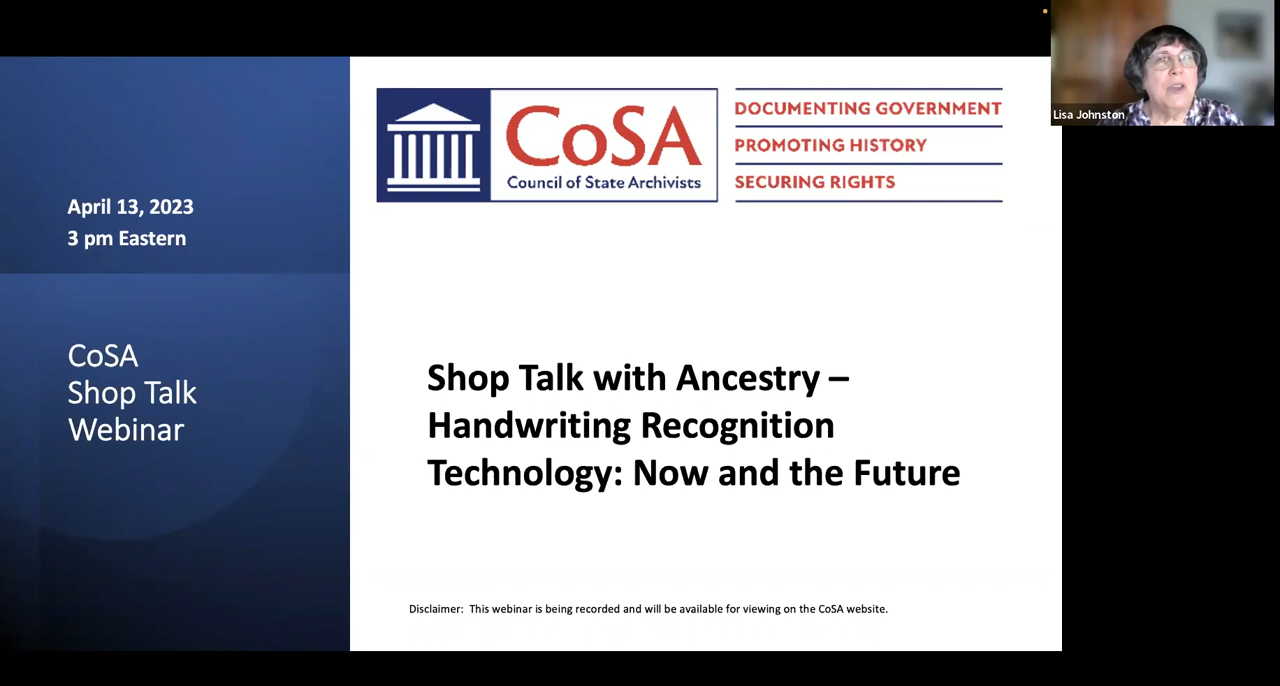 April 13, 2023
3 pm Eastern
CoSA
Shop Talk
Webinar
CoSA
Council of State Archivists
DOCUMENTING GOVERNMENT
PROMOTING HISTORY
SECURING RIGHTS
Shop Talk with Ancestry –
Handwriting Recognition
Technology: Now and the Future
Disclaimer:  This webinar is being recorded and will be available for viewing on the CoSA website.
Lisa Johnston